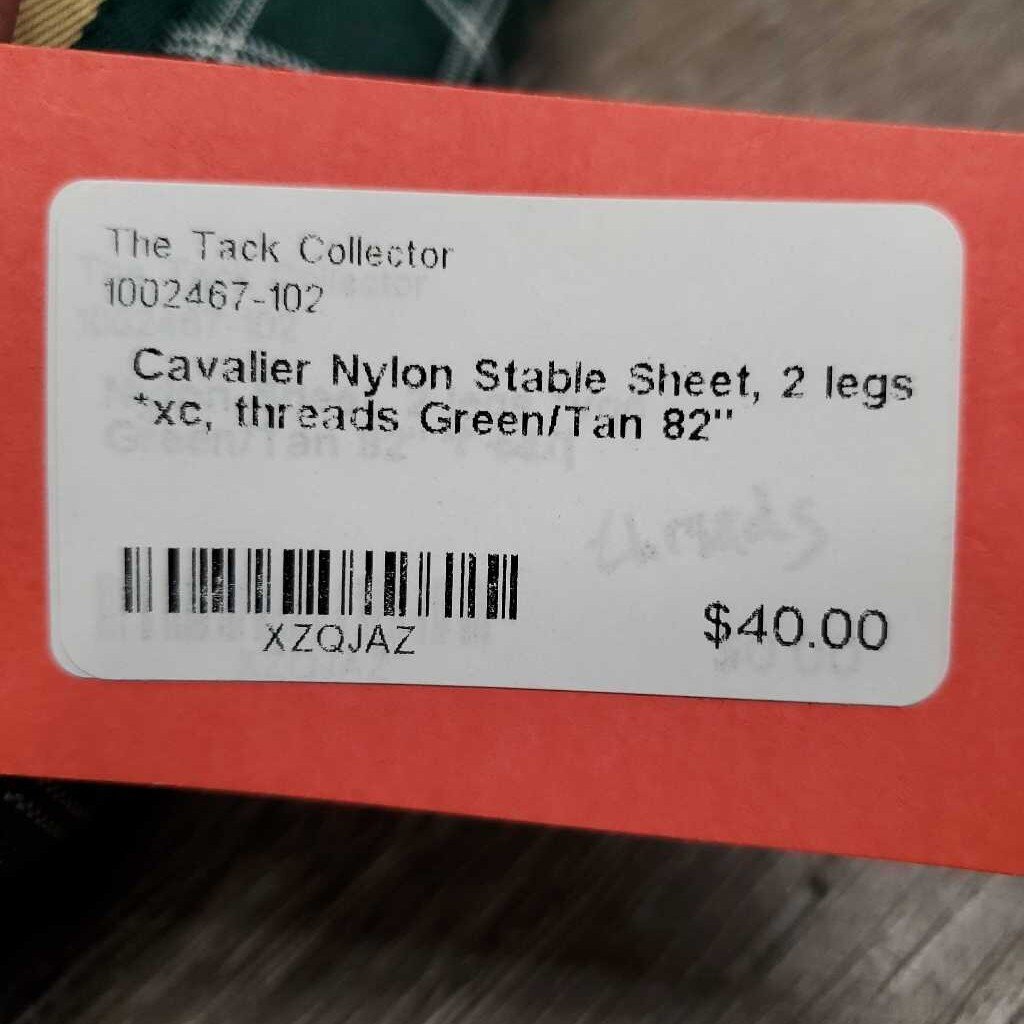 The Tack Collector
1002467-102
Cavalier Nylon Stable Sheet, 2 legs
*xc, threads Green/Tan 82"
threads
XZQJAZ
$40.00